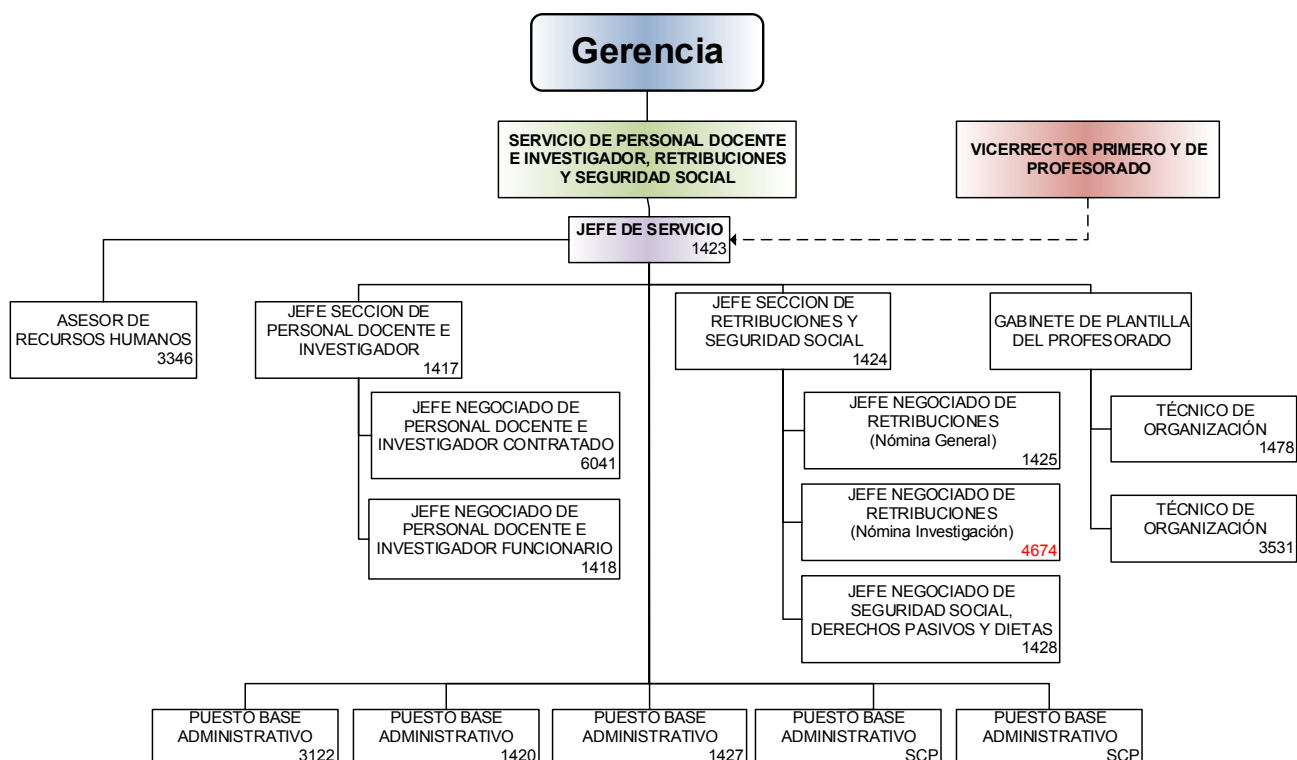 Gerencia
SERVICIO DE PERSONAL DOCENTE
E INVESTIGADOR, RETRIBUCIONES
Y SEGURIDAD SOCIAL
VICERRECTOR PRIMERO Y DE
PROFESORADO
JEFE DE SERVICIO
1423
ASESOR DE
RECURSOS HUMANOS
3346
JEFE SECCION DE
PERSONAL DOCENTE E
INVESTIGADOR
1417
JEFE SECCION DE
RETRIBUCIONES Y
SEGURIDAD SOCIAL
1424
GABINETE DE PLANTILLA
DEL PROFESORADO
JEFE NEGOCIADO DE
PERSONAL DOCENTE E
INVESTIGADOR CONTRATADO
6041
JEFE NEGOCIADO DE
PERSONAL DOCENTE E
INVESTIGADOR FUNCIONARIO
1418
JEFE NEGOCIADO DE
RETRIBUCIONES
(Nómina General)
1425
JEFE NEGOCIADO DE
RETRIBUCIONES
(Nómina Investigación)
4674
JEFE NEGOCIADO DE
SEGURIDAD SOCIAL,
DERECHOS PASIVOS Y DIETAS
1428
TÉCNICO DE
ORGANIZACIÓN
1478
TÉCNICO DE
ORGANIZACIÓN
3531
PUESTO BASE
ADMINISTRATIVO
3122
PUESTO BASE
ADMINISTRATIVO
1420
PUESTO BASE
ADMINISTRATIVO
1427
PUESTO BASE
ADMINISTRATIVO
SCP
PUESTO BASE
ADMINISTRATIVO
SCP